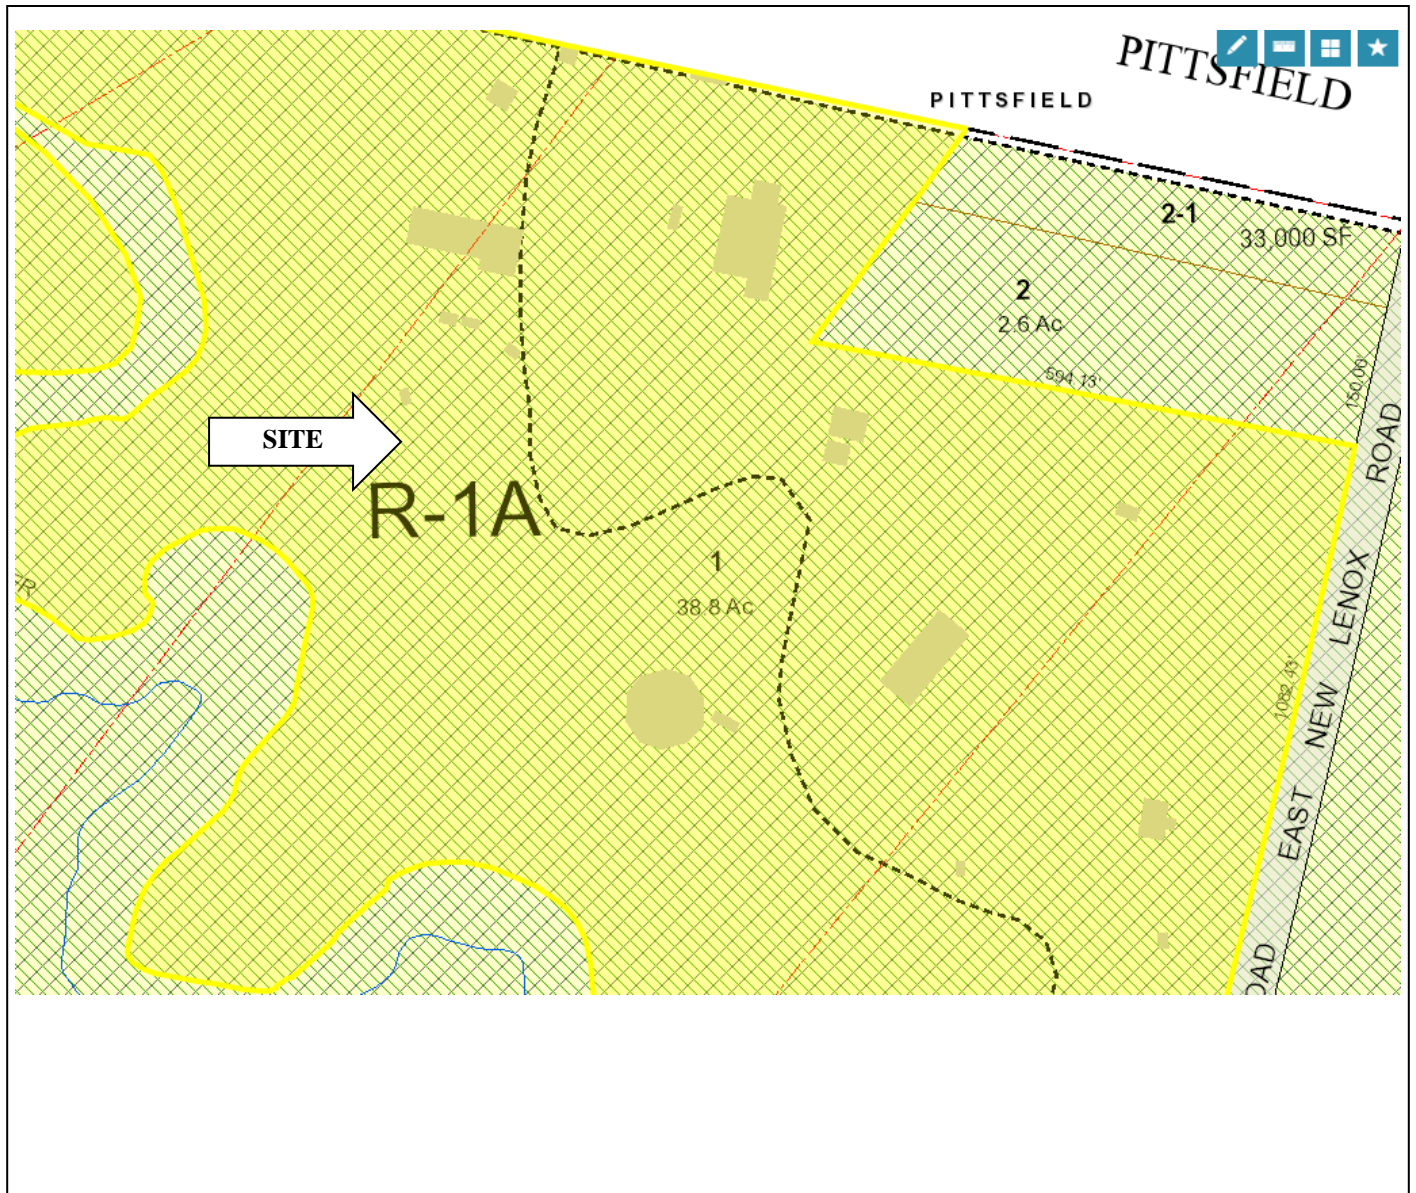 PITTSFIELD
PITTSFIELD
2-1
33,000 SF
2
2.6 Ac
594.13'
150.00'
ROAD
SITE
R-1A
1
38.8 Ac
LENOX
1082.43'
NEW
EAST
OAD